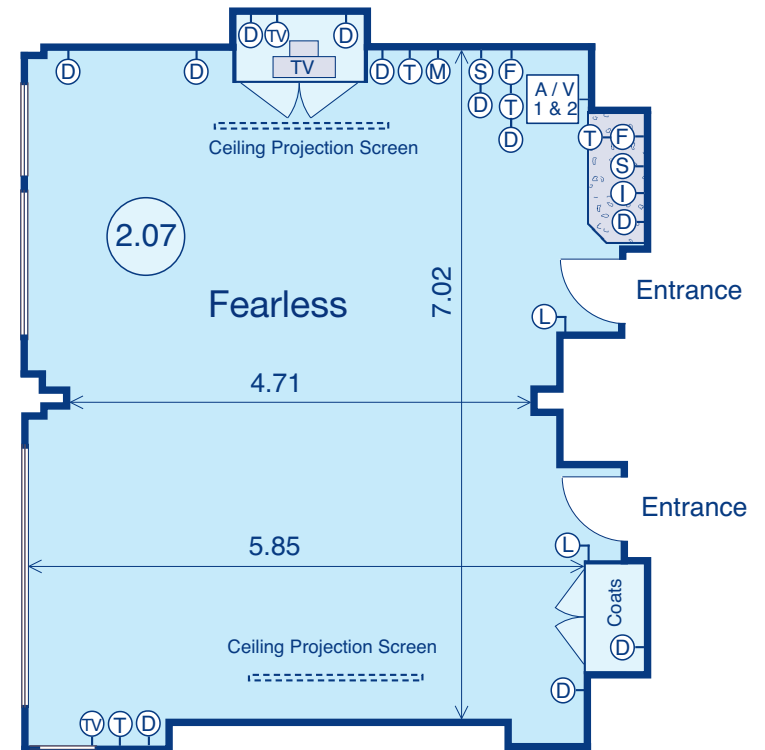 D TV D
TV
D D D T M S F
D T
D
A / V
1 & 2
T F
S
I
D
Ceiling Projection Screen
2.07
Fearless
7.02
Entrance
L
4.71
Entrance
5.85
L
Coats
D
Ceiling Projection Screen
D
TV T D